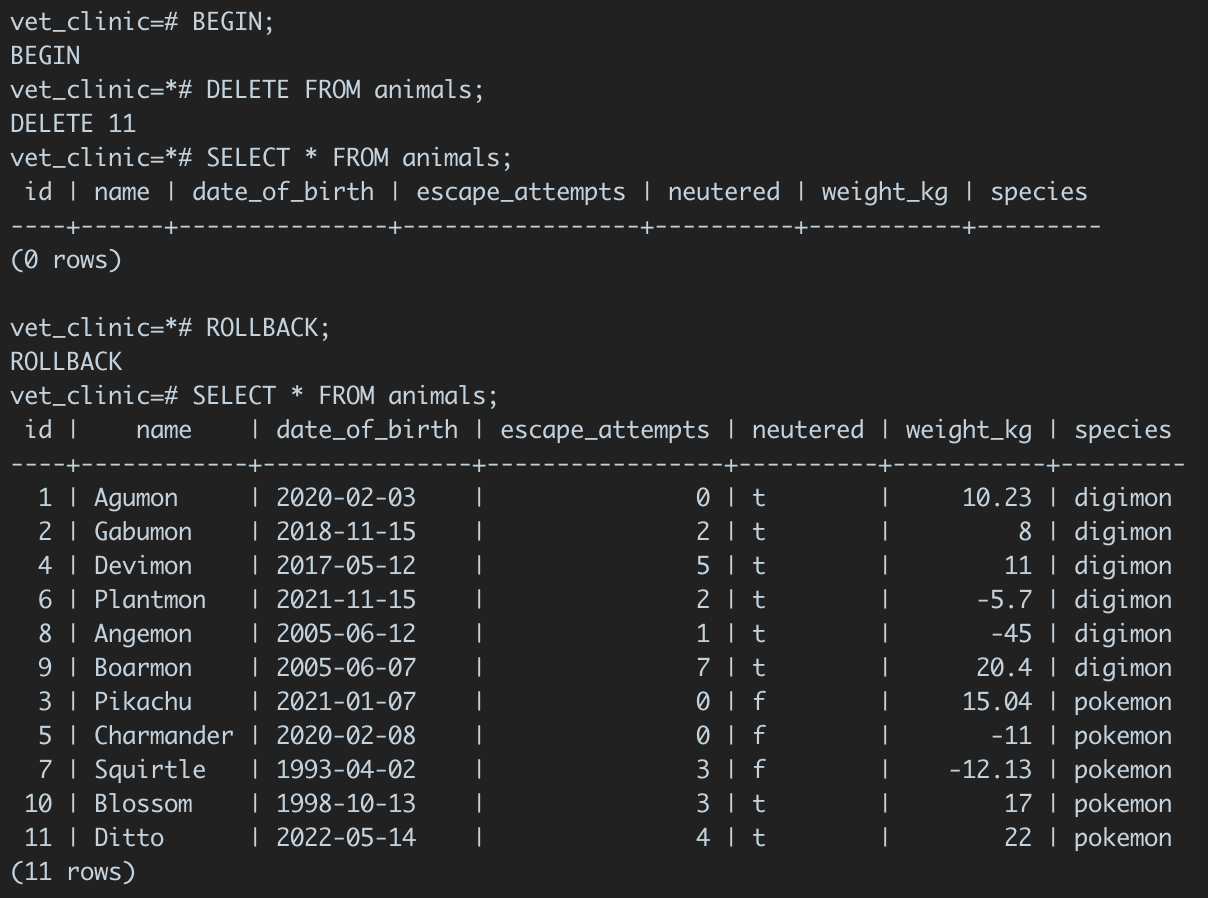 vet_clinic=# BEGIN;
BEGIN
vet_clinic=*# DELETE FROM animals;
DELETE 11
vet_clinic=*# SELECT * FROM animals;
 id | name | date_of_birth | escape_attempts | neutered | weight_kg | species
----+------+---------------+-----------------+----------+-----------+---------
(0 rows)

vet_clinic=*# ROLLBACK;
ROLLBACK
vet_clinic=# SELECT * FROM animals;
 id |    name    | date_of_birth | escape_attempts | neutered | weight_kg | species
----+------------+---------------+-----------------+----------+-----------+---------
  1 | Agumon     | 2020-02-03    |               0 | t        |     10.23 | digimon
  2 | Gabumon    | 2018-11-15    |               2 | t        |         8 | digimon
  4 | Devimon    | 2017-05-12    |               5 | t        |        11 | digimon
  6 | Plantmon   | 2021-11-15    |               2 | t        |      -5.7 | digimon
  8 | Angemon    | 2005-06-12    |               1 | t        |       -45 | digimon
  9 | Boarmon    | 2005-06-07    |               7 | t        |      20.4 | digimon
  3 | Pikachu    | 2021-01-07    |               0 | f        |     15.04 | pokemon
  5 | Charmander | 2020-02-08    |               0 | f        |       -11 | pokemon
  7 | Squirtle   | 1993-04-02    |               3 | f        |    -12.13 | pokemon
 10 | Blossom    | 1998-10-13    |               3 | t        |        17 | pokemon
 11 | Ditto      | 2022-05-14    |               4 | t        |        22 | pokemon
(11 rows)